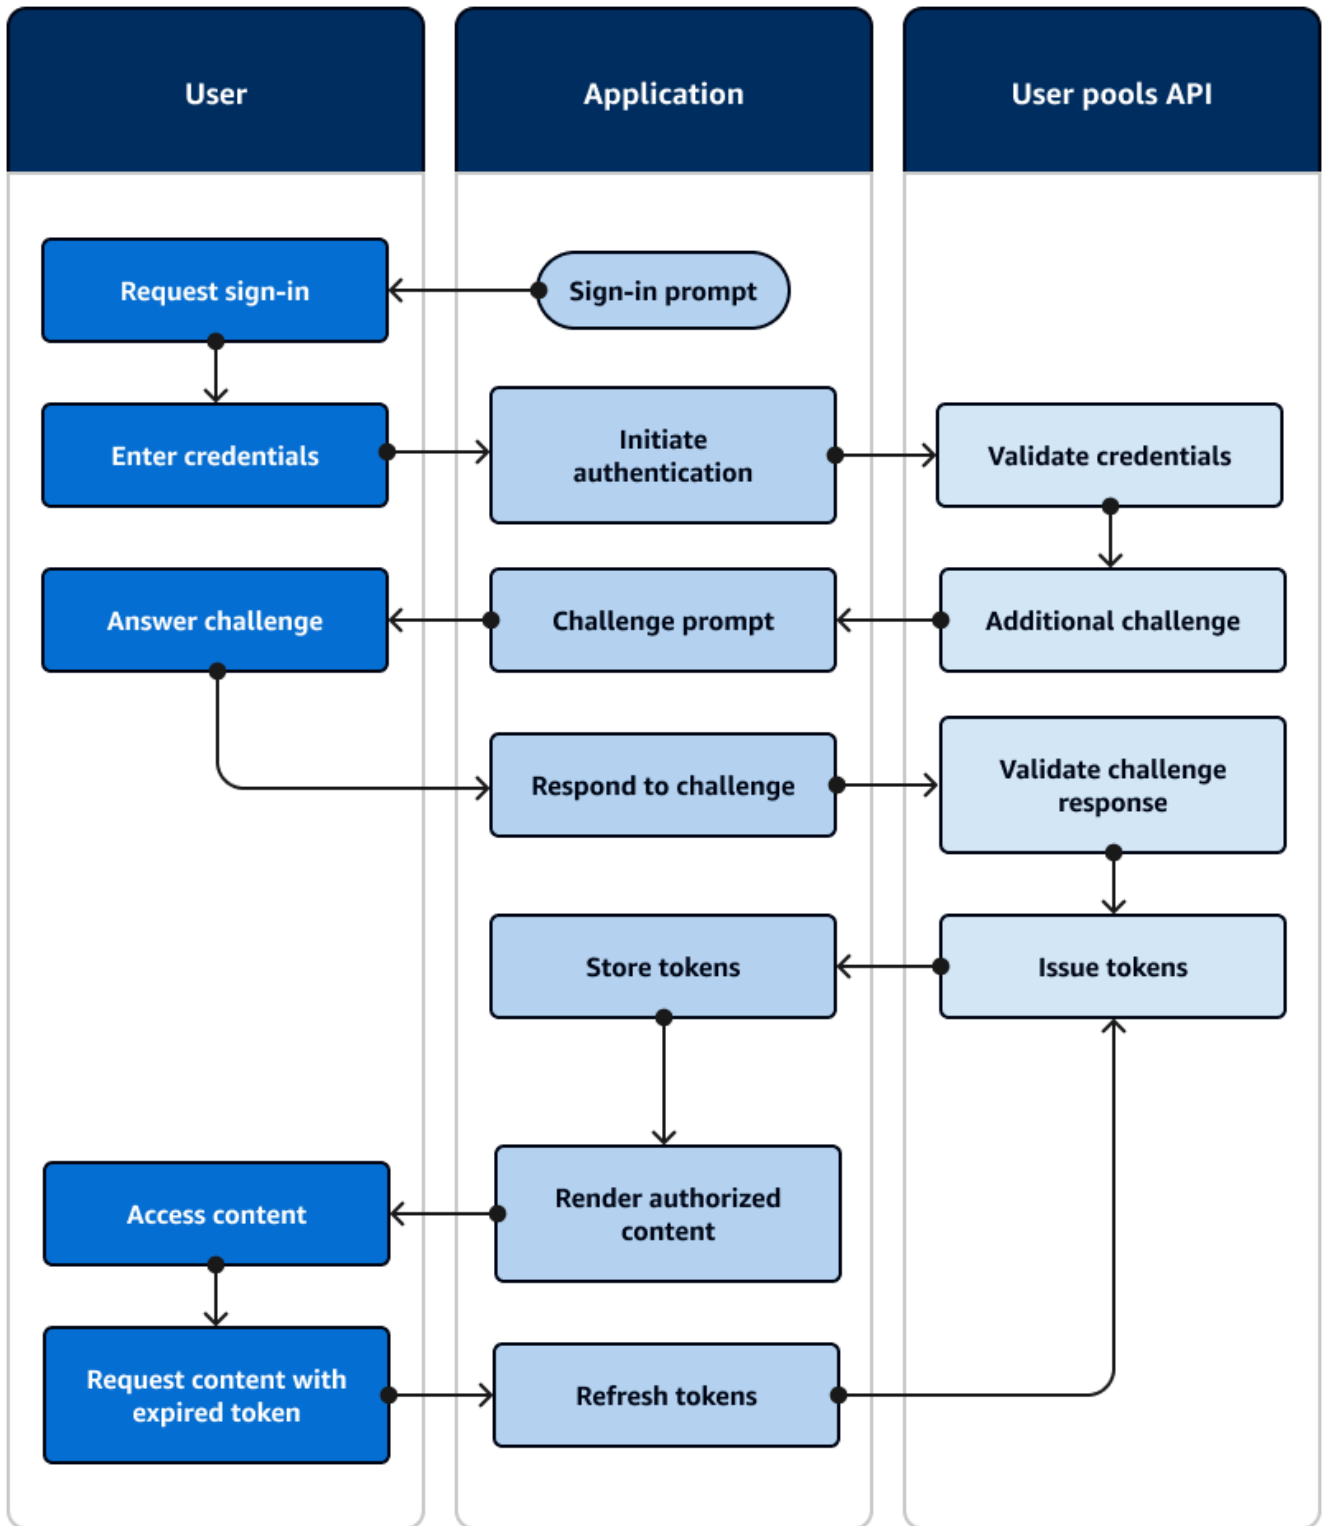 User
Application
User pools API
Request sign-in
Sign-in prompt
Enter credentials
Initiate
authentication
Validate credentials
Answer challenge
Challenge prompt
Additional challenge
Respond to challenge
Validate challenge
response
Store tokens
Issue tokens
Access content
Render authorized
content
Request content with
expired token
Refresh tokens